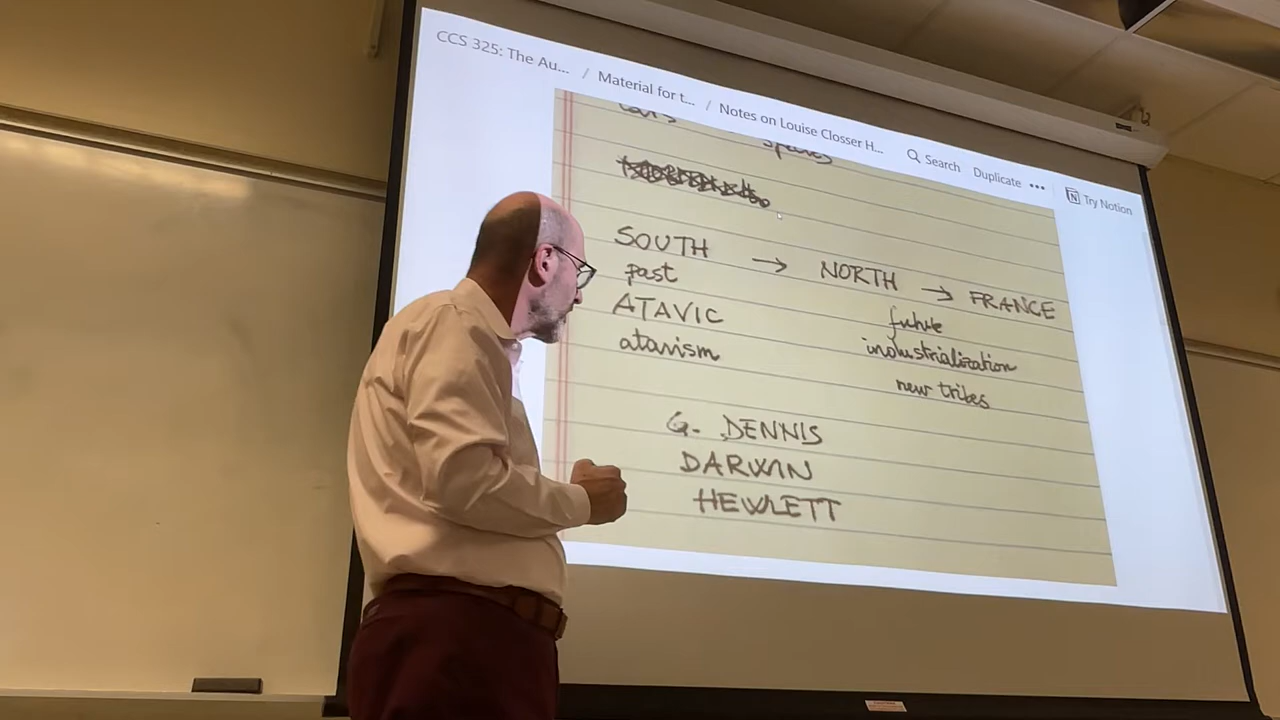 CCS 325: The Au... / Material for t... / Notes on Louise Closser H...
Search Duplicate ••• Try Notion
species
SOUTH → NORTH → FRANCE
past future
ATAVIC industrialization
atavism new tribes
G. DENNIS
DARWIN
HEWLETT